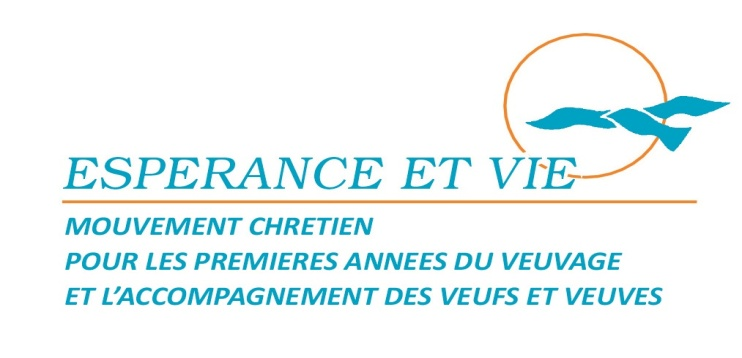 ESPERANCE ET VIE
MOUVEMENT CHRETIEN
POUR LES PREMIERES ANNEES DU VEUVAGE
ET L’ACCOMPAGNEMENT DES VEUFS ET VEUVES